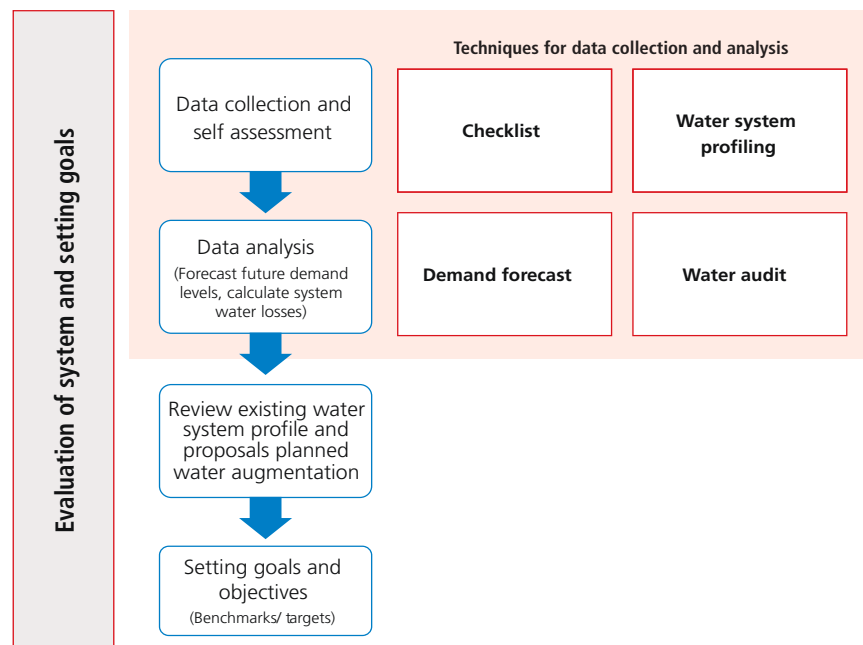 Evaluation of system and setting goals
Techniques for data collection and analysis
Data collection and
self assessment
Checklist
Water system
profiling
Data analysis
(Forecast future demand
levels, calculate system
water losses)
Demand forecast
Water audit
Review existing water
system profile and
proposals planned
water augmentation
Setting goals and
objectives
(Benchmarks/ targets)